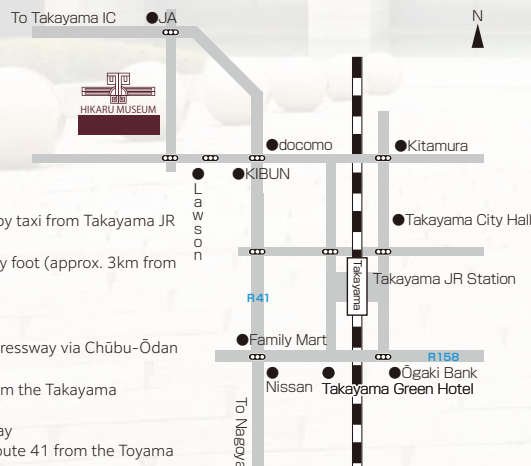 To Takayama IC
JA
N
HIKARU MUSEUM
docomo
Kitamura
KIBUN
Lawson
Takayama City Hall
by taxi from Takayama JR
y foot (approx. 3km from
Takayama JR Station
Takayama
R41
Family Mart
ressway via Chūbu-Ōdan
R158
Ōgaki Bank
Nissan
Takayama Green Hotel
m the Takayama
To Nagoya
ay
oute 41 from the Toyama